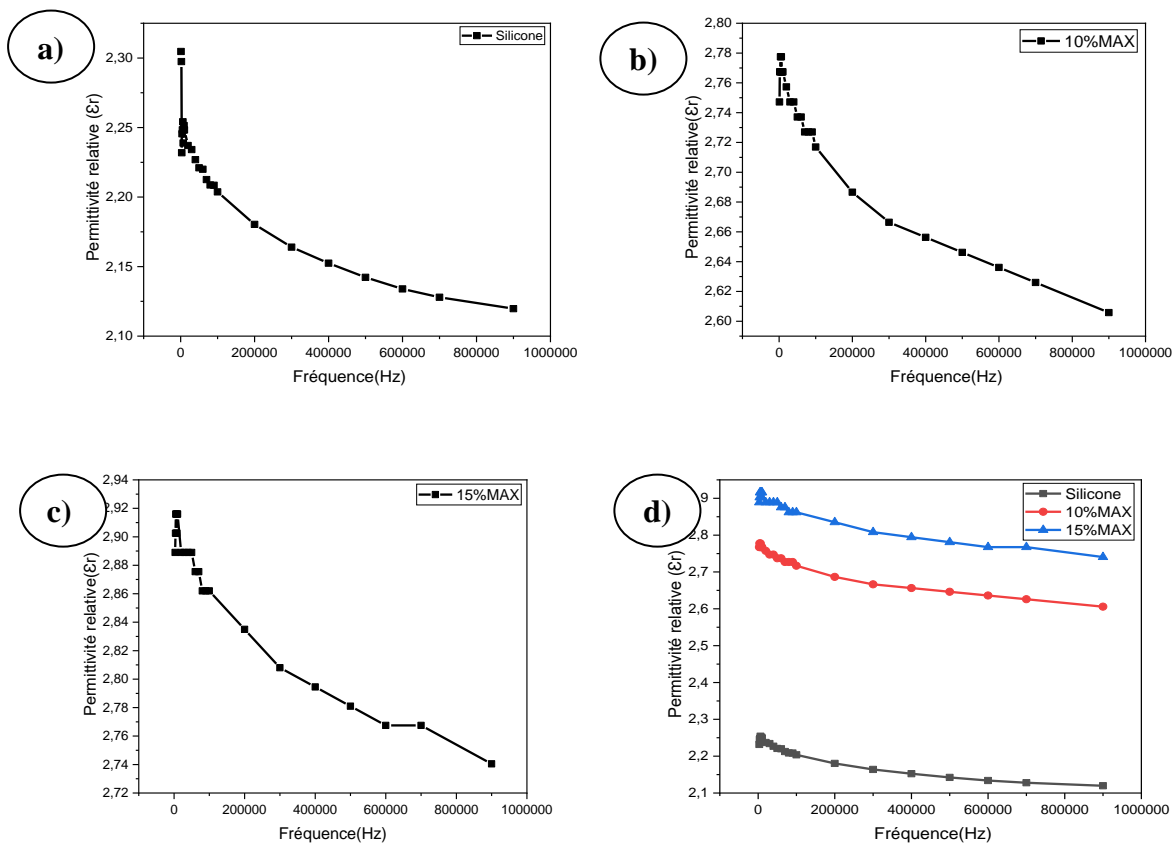 a)
Silicone
2,30
2,25
2,20
2,15
2,10
Permittivité relative (Ɛr)
0 200000 400000 600000 800000 1000000
Fréquence(Hz)
b)
10%MAX
2,80
2,78
2,76
2,74
2,72
2,70
2,68
2,66
2,64
2,62
2,60
Permittivité relative(Ɛr)
0 200000 400000 600000 800000 1000000
Fréquence(Hz)
c)
15%MAX
2,94
2,92
2,90
2,88
2,86
2,84
2,82
2,80
2,78
2,76
2,74
2,72
Permittivité relative(Ɛr)
0 200000 400000 600000 800000 1000000
Fréquence(Hz)
d)
Silicone
10%MAX
15%MAX
2,8
2,7
2,6
2,5
2,4
2,3
2,2
2,1
Permittivité relative (Ɛr)
0 200000 400000 600000 800000 1000000
Fréquence(Hz)